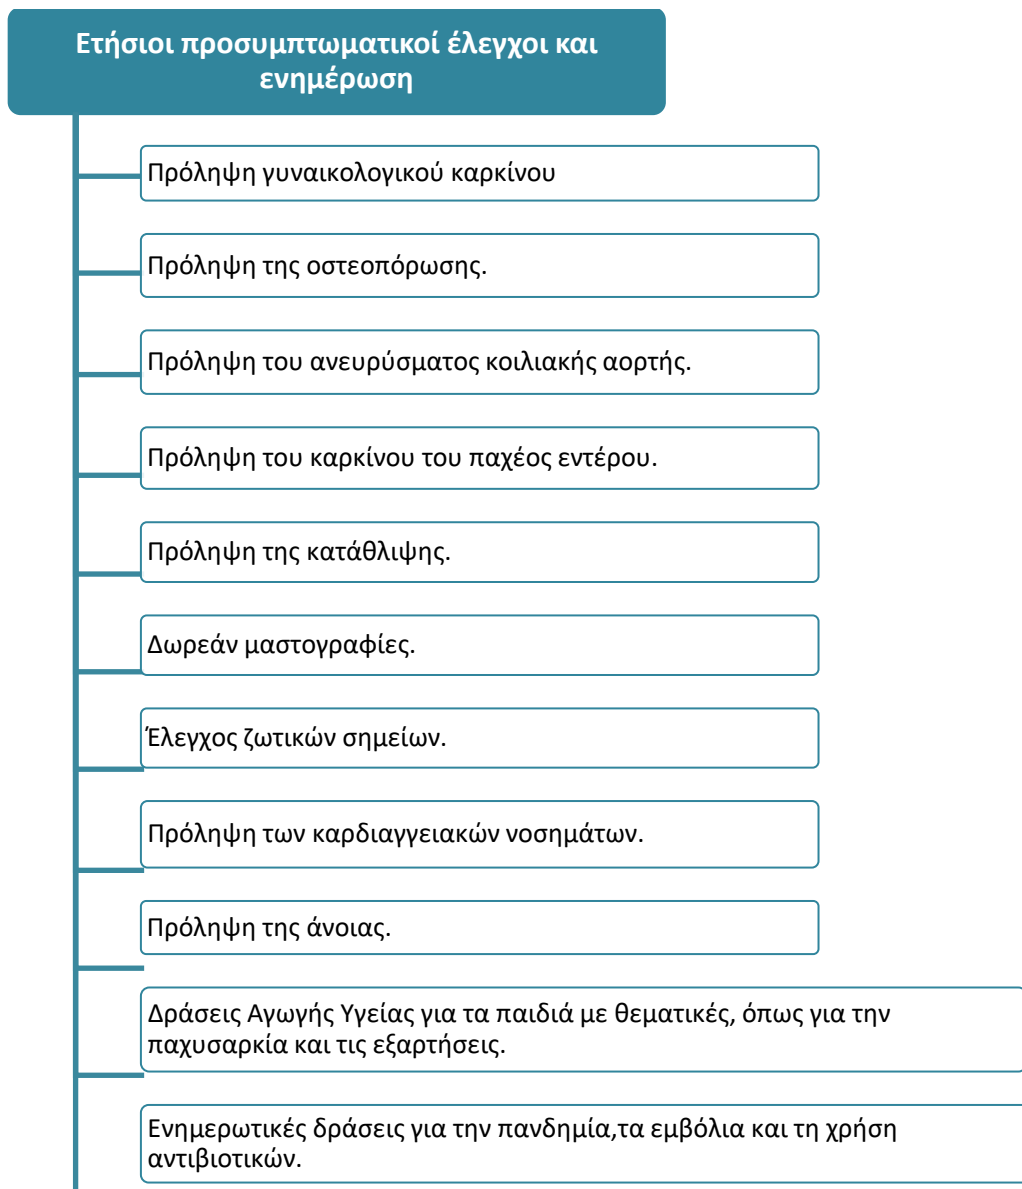 Ετήσιοι προσυμπτωματικοί έλεγχοι και
ενημέρωση
Πρόληψη γυναικολογικού καρκίνου
Πρόληψη της οστεοπόρωσης.
Πρόληψη του ανευρύσματος κοιλιακής αορτής.
Πρόληψη του καρκίνου του παχέος εντέρου.
Πρόληψη της κατάθλιψης.
Δωρεάν μαστογραφίες.
Έλεγχος ζωτικών σημείων.
Πρόληψη των καρδιαγγειακών νοσημάτων.
Πρόληψη της άνοιας.
Δράσεις Αγωγής Υγείας για τα παιδιά με θεματικές, όπως για την
παχυσαρκία και τις εξαρτήσεις.
Ενημερωτικές δράσεις για την πανδημία,τα εμβόλια και τη χρήση
αντιβιοτικών.